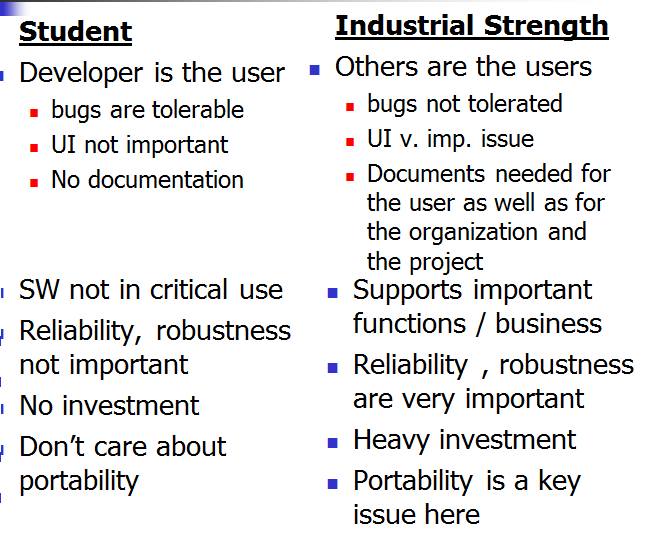 Student
Developer is the user
bugs are tolerable
UI not important
No documentation
SW not in critical use
Reliability, robustness
not important
No investment
Don't care about
portability
Industrial Strength
Others are the users
bugs not tolerated
UI v. imp. issue
Documents needed for
the user as well as for
the organization and
the project
Supports important
functions / business
Reliability , robustness
are very important
Heavy investment
Portability is a key
issue here